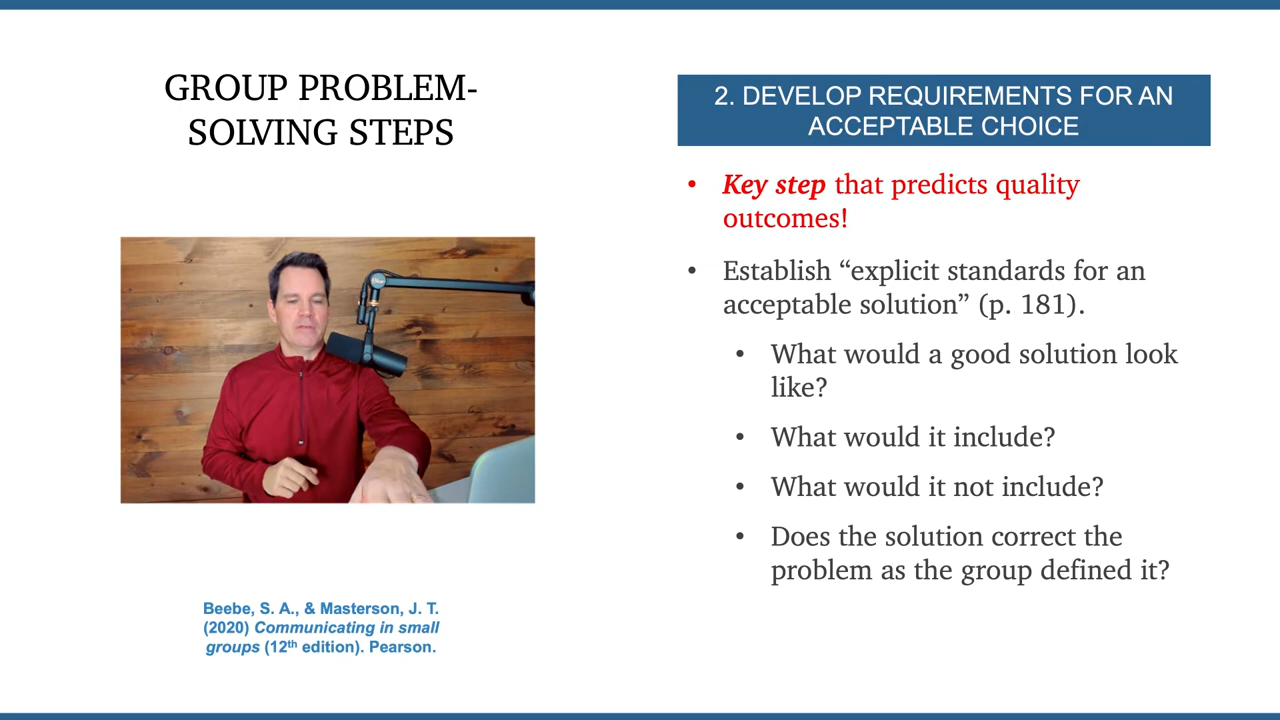 GROUP PROBLEM-
SOLVING STEPS
2. DEVELOP REQUIREMENTS FOR AN
ACCEPTABLE CHOICE
• Key step that predicts quality
outcomes!
• Establish “explicit standards for an
acceptable solution” (p. 181).
• What would a good solution look
like?
• What would it include?
• What would it not include?
• Does the solution correct the
problem as the group defined it?
Beebe, S. A., & Masterson, J. T.
(2020) Communicating in small
groups (12th edition). Pearson.